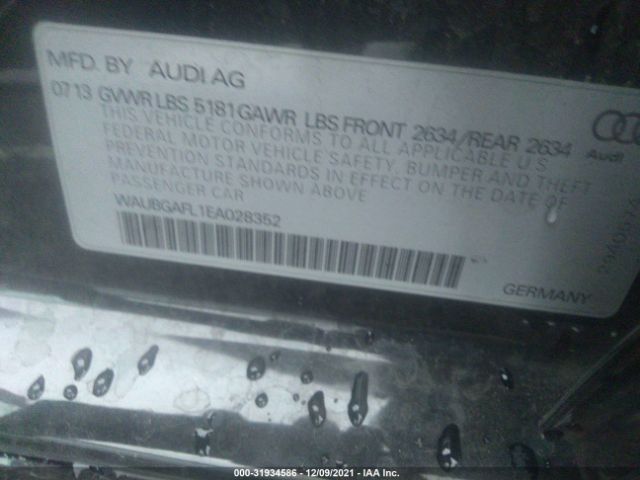 MFD. BY AUDI AG
0713 GVWR LBS 5181 GAWR LBS FRONT 2634/REAR 2634
THIS VEHICLE CONFORMS TO ALL APPLICABLE U.S.
FEDERAL MOTOR VEHICLE SAFETY, BUMPER AND THEFT
PREVENTION STANDARDS IN EFFECT ON THE DATE OF
MANUFACTURE SHOWN ABOVE
PASSENGER CAR
Audi
WAUBGAFL1EA028352
GERMANY
000-31934586 - 12/09/2021 - IAA Inc.